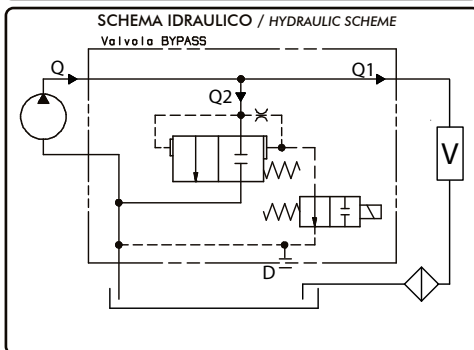 SCHEMA IDRAULICO / HYDRAULIC SCHEME
Valvola BYPASS
Q
Q1
Q2
V
D